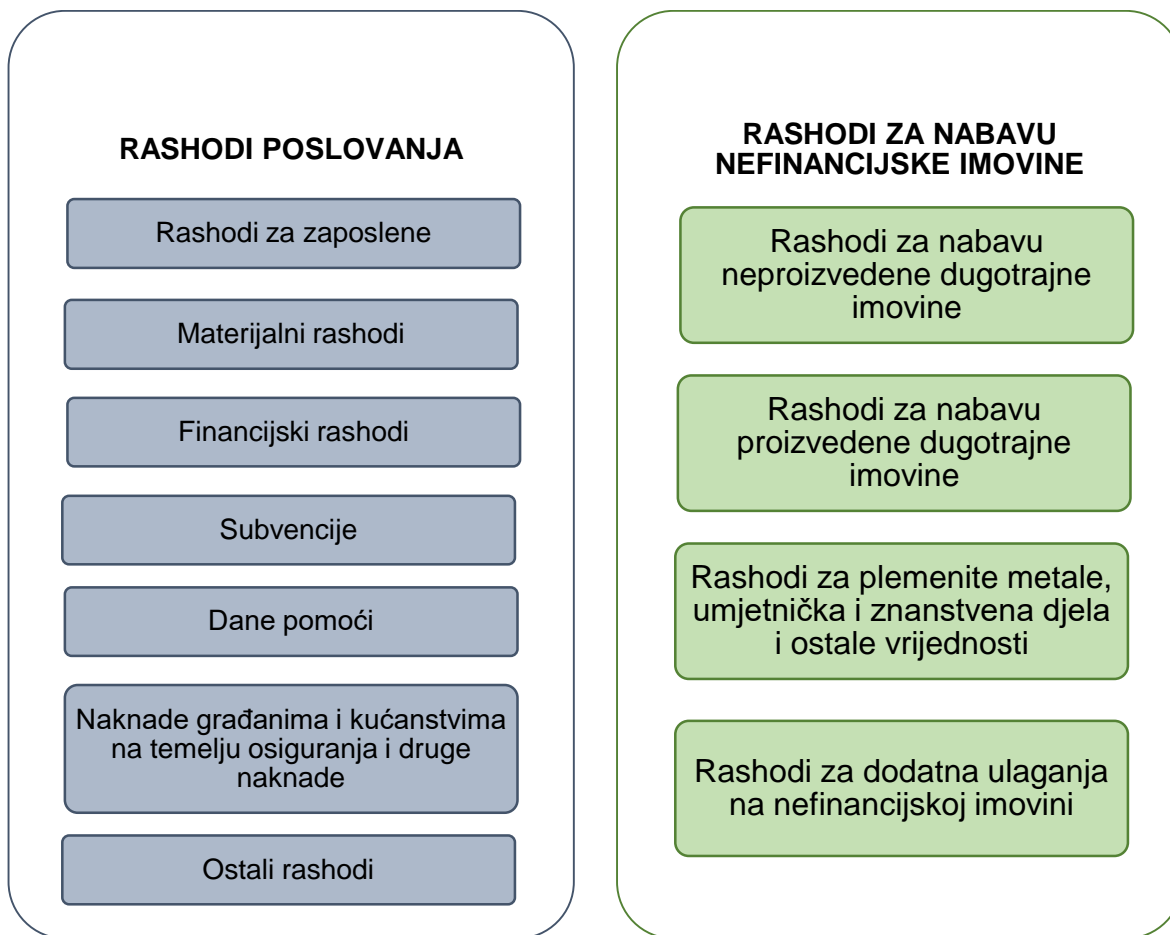 RASHODI POSLOVANJA
Rashodi za zaposlene
Materijalni rashodi
Financijski rashodi
Subvencije
Dane pomoći
Naknade građanima i kućanstvima
na temelju osiguranja i druge
naknade
Ostali rashodi
RASHODI ZA NABAVU
NEFINANCIJSKE IMOVINE
Rashodi za nabavu
neproizvedene dugotrajne
imovine
Rashodi za nabavu
proizvedene dugotrajne
imovine
Rashodi za plemenite metale,
umjetnička i znanstvena djela
i ostale vrijednosti
Rashodi za dodatna ulaganja
na nefinancijskoj imovini